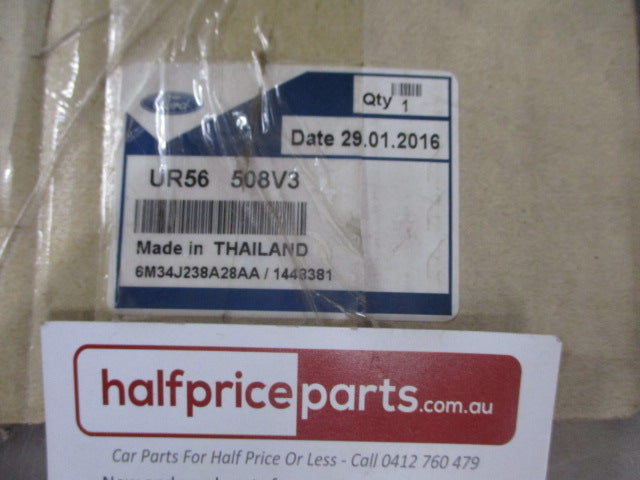 Ford
Qty 1
Date 29.01.2016
UR56 508V3
Made in THAILAND
6M34J238A28AA / 1448381
halfpriceparts.com.au
Car Parts For Half Price Or Less - Call 0412 760 479